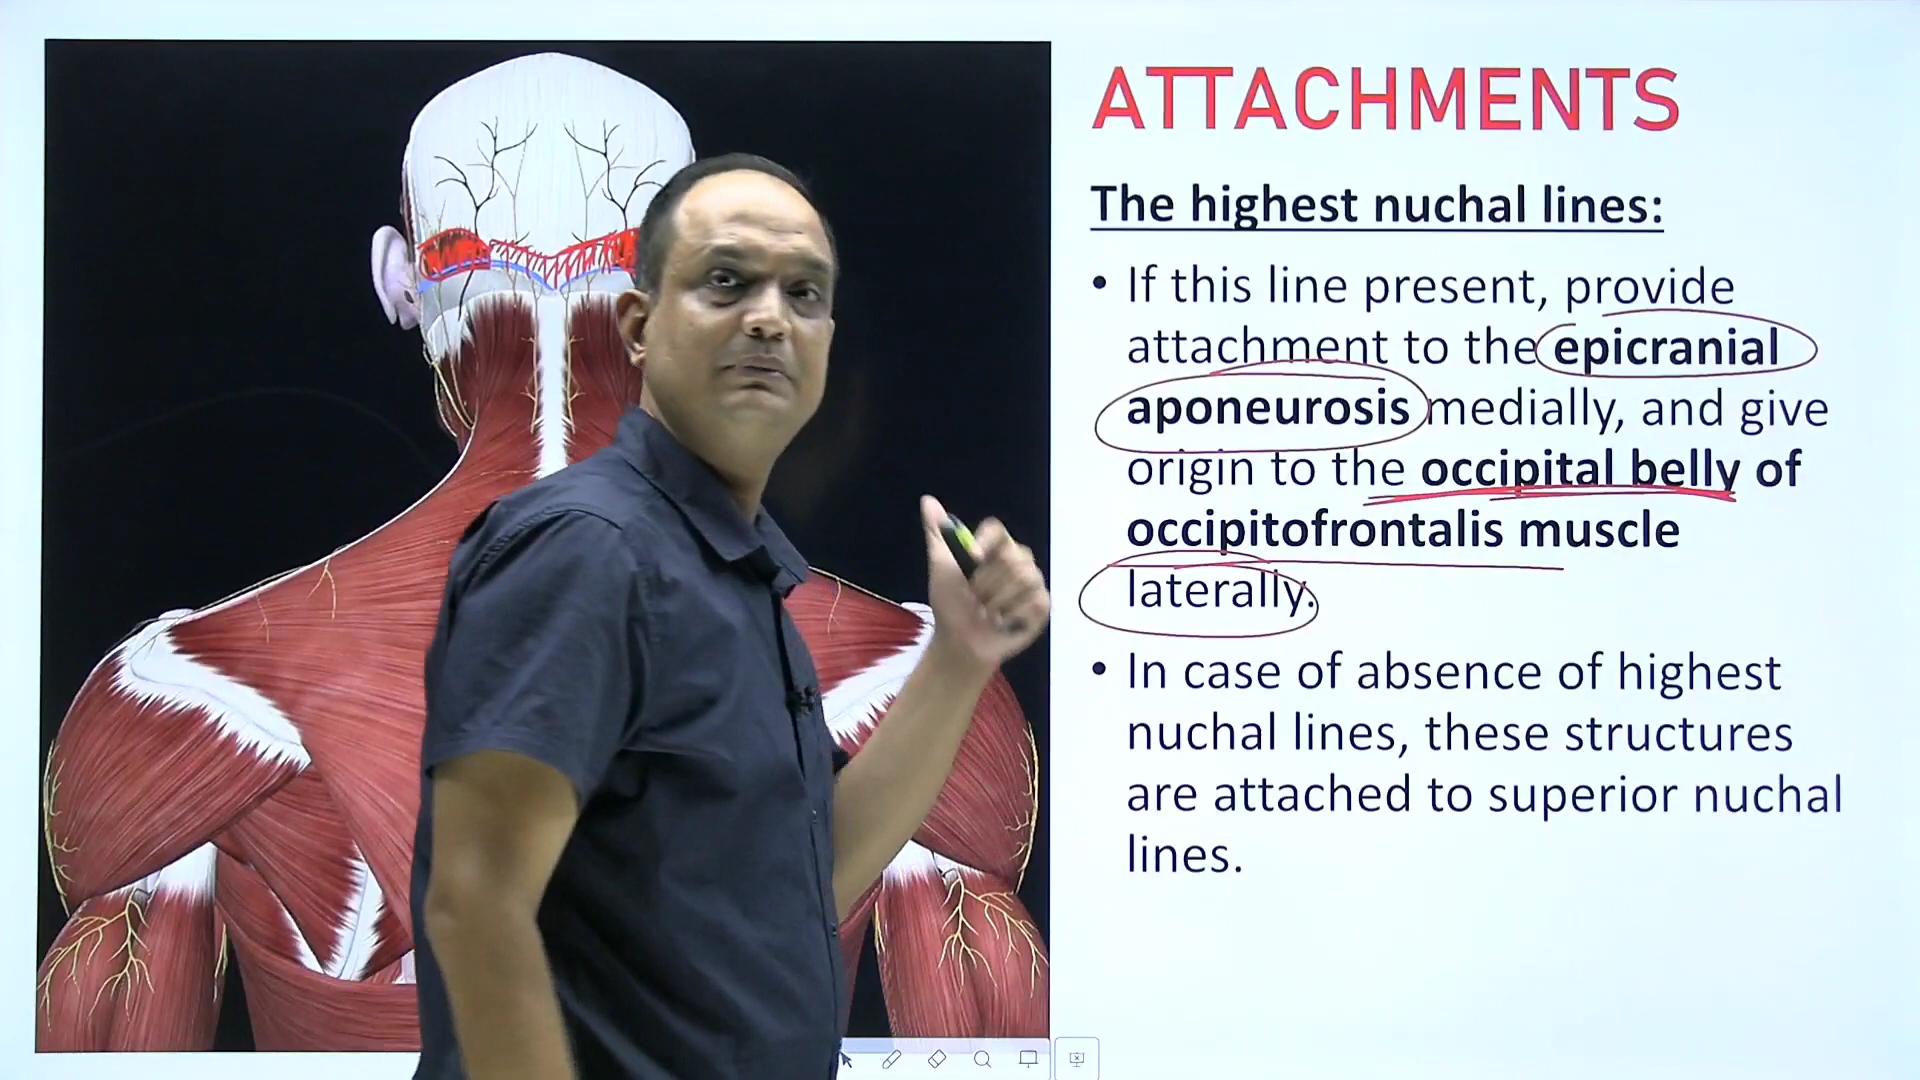 ATTACHMENTS
The highest nuchal lines:
• If this line present, provide
attachment to the epicranial
aponeurosis medially, and give
origin to the occipital belly of
occipitofrontalis muscle
laterally.
• In case of absence of highest
nuchal lines, these structures
are attached to superior nuchal
lines.